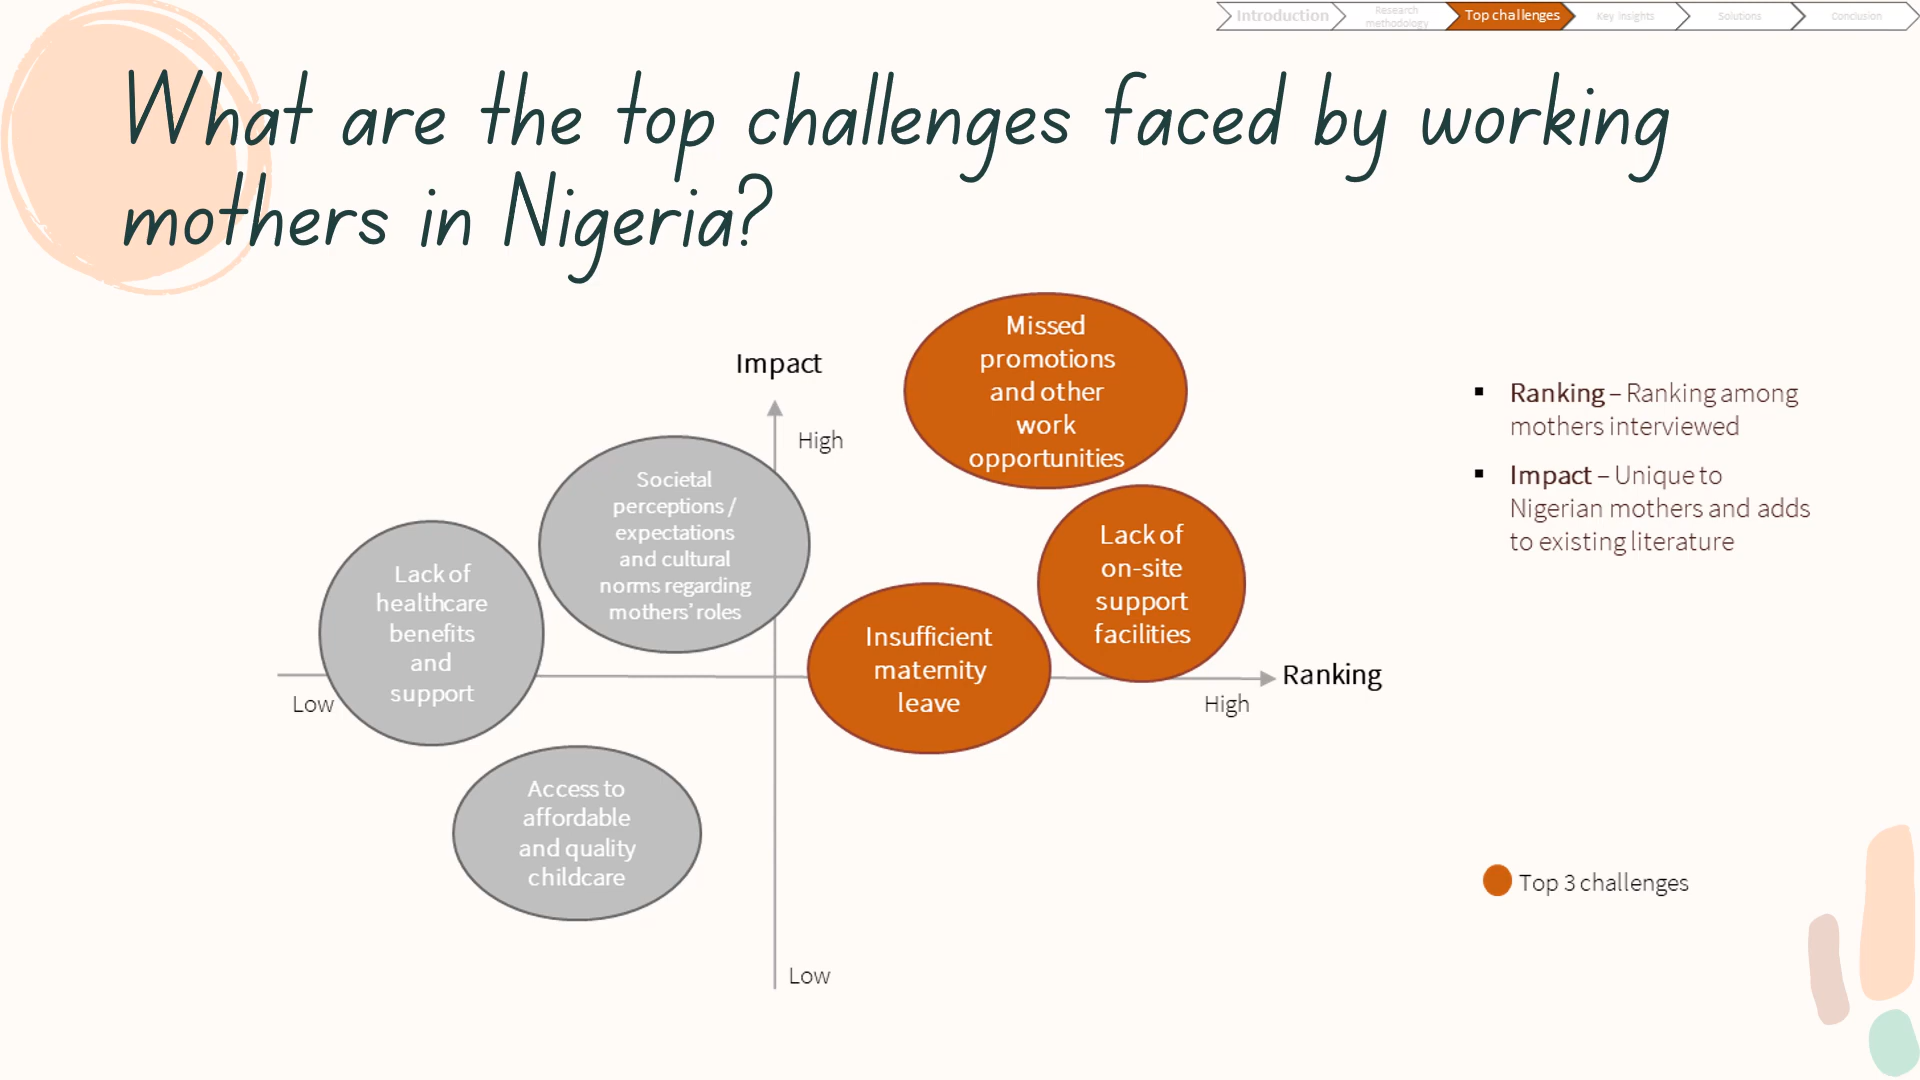 Introduction
Research
methodology
Top challenges
Key insights
Solutions
Conclusion
What are the top challenges faced by working
mothers in Nigeria?
Impact
High
Missed
promotions
and other
work
opportunities
Societal
perceptions /
expectations
and cultural
norms regarding
mothers' roles
Lack of
healthcare
benefits
and
support
Lack of
on-site
support
facilities
Insufficient
maternity
leave
Ranking
Low
High
Access to
affordable
and quality
childcare
Low
▪ Ranking – Ranking among
mothers interviewed
▪ Impact – Unique to
Nigerian mothers and adds
to existing literature
Top 3 challenges